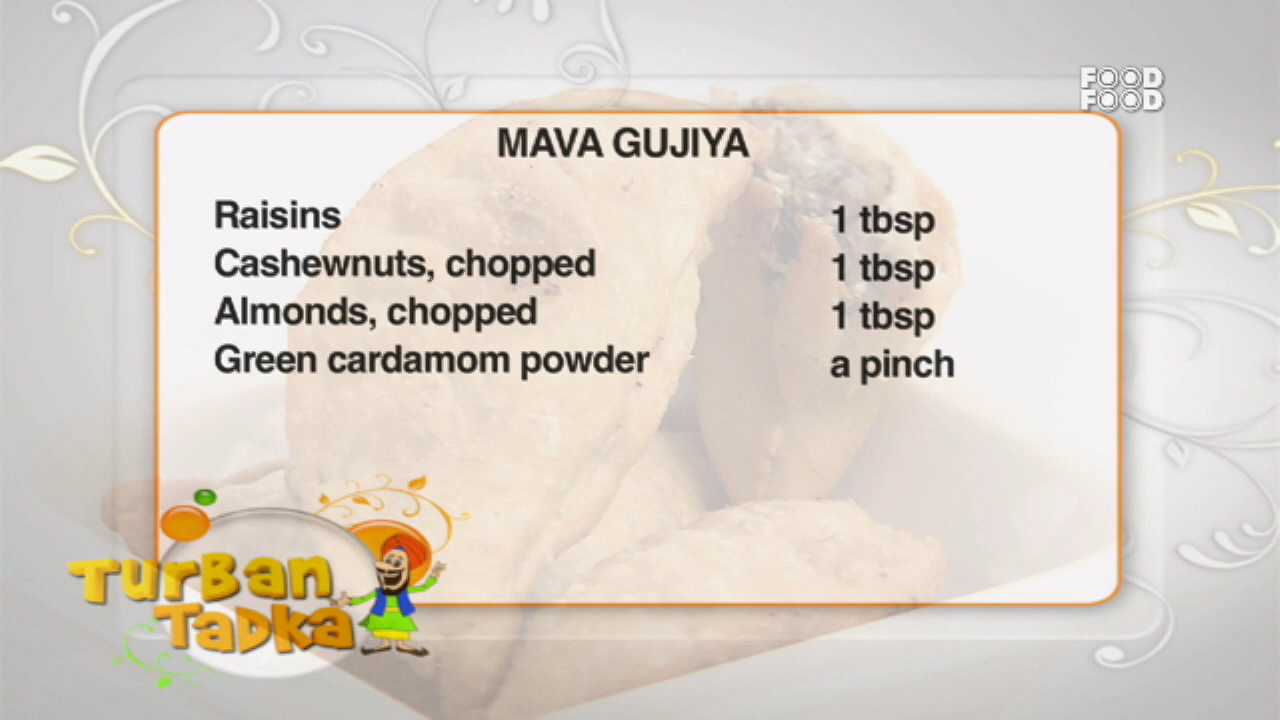 FOOD
FOOD
MAVA GUJIYA
Raisins 1 tbsp
Cashewnuts, chopped 1 tbsp
Almonds, chopped 1 tbsp
Green cardamom powder a pinch
TURBAN
TADKA